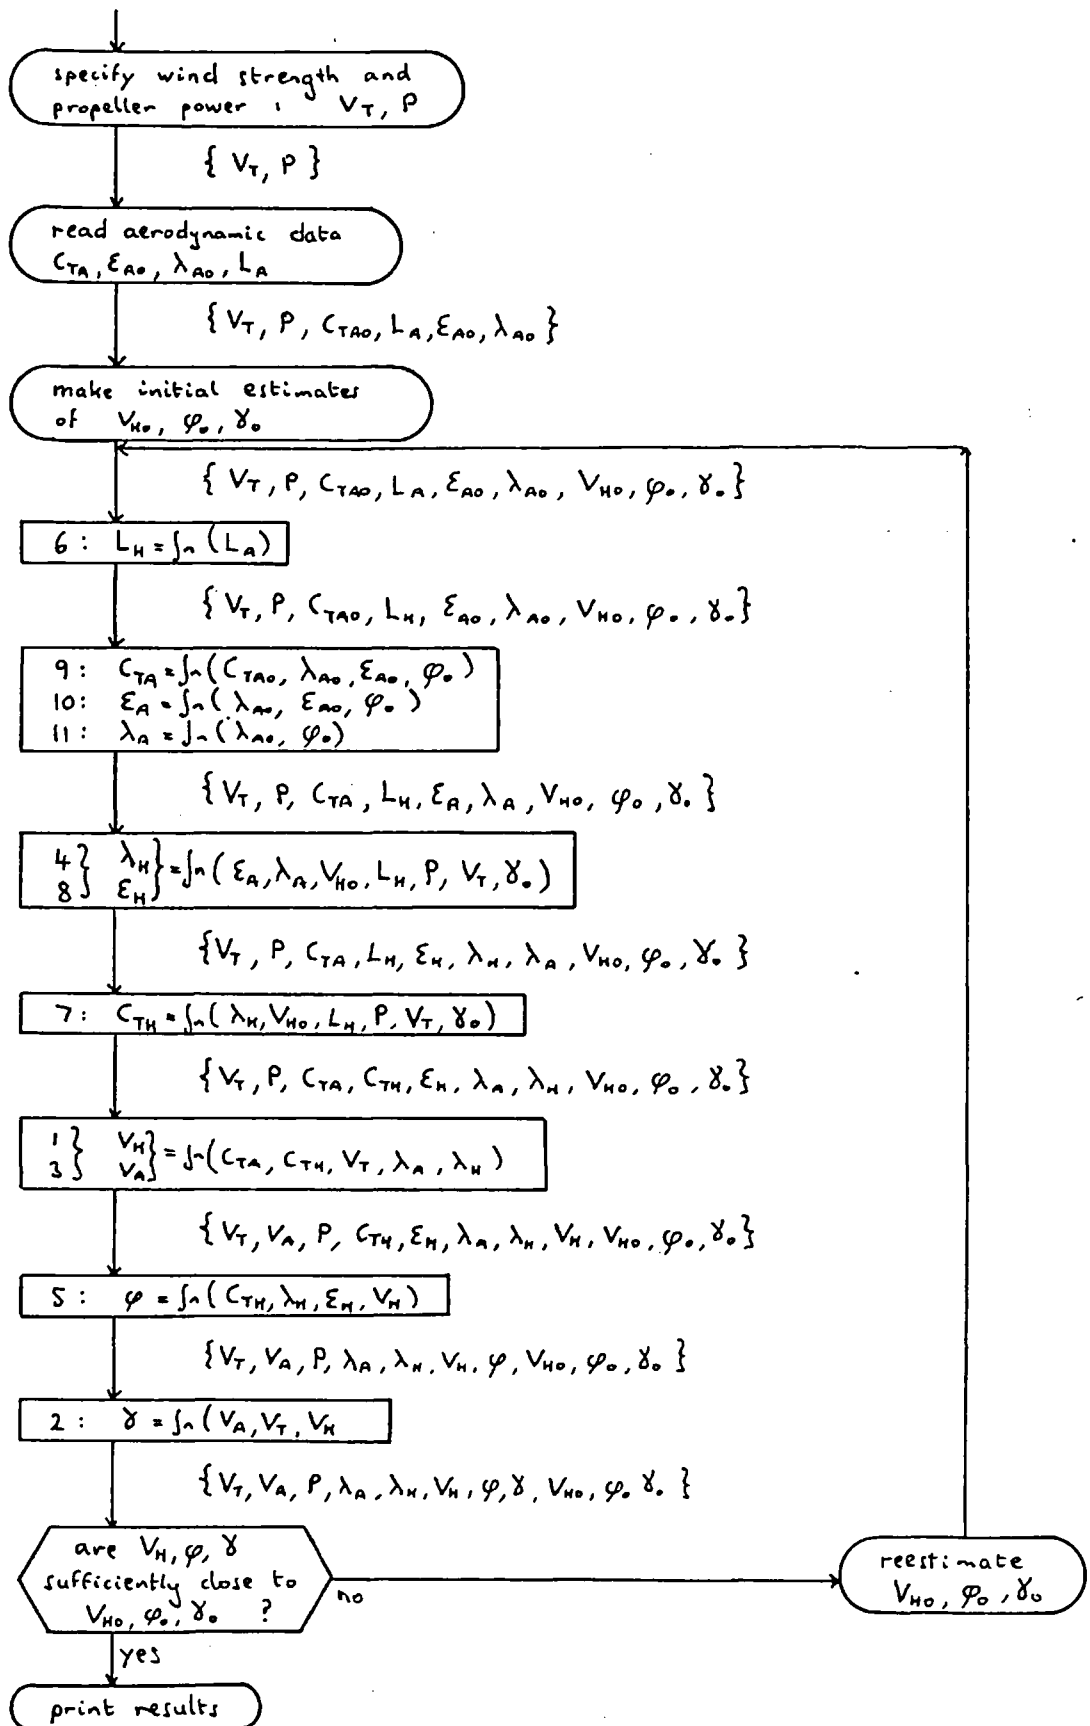 specify wind strength and
propeller power : V_T, P
{ V_T, P }
read aerodynamic data
C_TA, ε_A0, λ_A0, L_A
{ V_T, P, C_TA0, L_A, ε_A0, λ_A0 }
make initial estimates
of V_H0, φ_0, γ_0
{ V_T, P, C_TA0, L_A, ε_A0, λ_A0, V_H0, φ_0, γ_0 }
6 : L_H = fn (L_A)
{ V_T, P, C_TA0, L_H, ε_A0, λ_A0, V_H0, φ_0, γ_0 }
9 : C_TA = fn( C_TA0, λ_A0, ε_A0, φ_0 )
10 : ε_A = fn( λ_A0, ε_A0, φ_0 )
11 : λ_A = fn( λ_A0, φ_0 )
{ V_T, P, C_TA, L_H, ε_A, λ_A, V_H0, φ_0, γ_0 }
4 } λ_H } = fn( ε_A, λ_A, V_H0, L_H, P, V_T, γ_0 )
8 } ε_H }
{ V_T, P, C_TA, L_H, ε_H, λ_H, λ_A, V_H0, φ_0, γ_0 }
7 : C_TH = fn( λ_H, V_H0, L_H, P, V_T, γ_0 )
{ V_T, P, C_TA, C_TH, ε_H, λ_A, λ_H, V_H0, φ_0, γ_0 }
1 } V_H } = fn( C_TA, C_TH, V_T, λ_A, λ_H )
3 } V_A }
{ V_T, V_A, P, C_TH, ε_H, λ_A, λ_H, V_H, V_H0, φ_0, γ_0 }
5 : φ = fn( C_TH, λ_H, ε_H, V_H )
{ V_T, V_A, P, λ_A, λ_H, V_H, φ, V_H0, φ_0, γ_0 }
2 : γ = fn( V_A, V_T, V_H
{ V_T, V_A, P, λ_A, λ_H, V_H, φ, γ, V_H0, φ_0 γ_0 }
are V_H, φ, γ
sufficiently close to
V_H0, φ_0, γ_0 ?
no
reestimate
V_H0, φ_0, γ_0
yes
print results